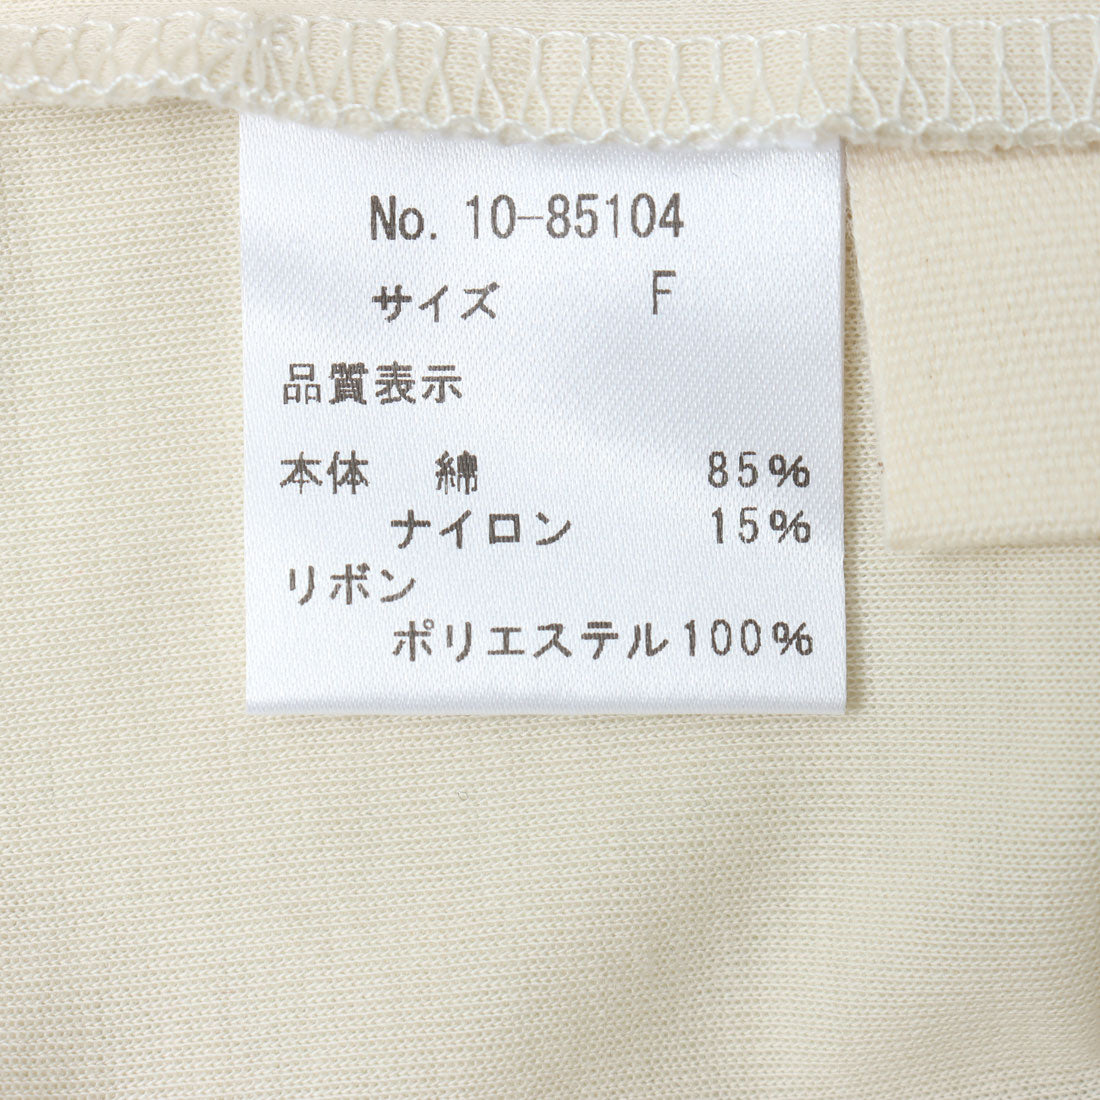 No. 10-85104
サイズ F
品質表示
本体 綿 85%
ナイロン 15%
リボン
ポリエステル100%